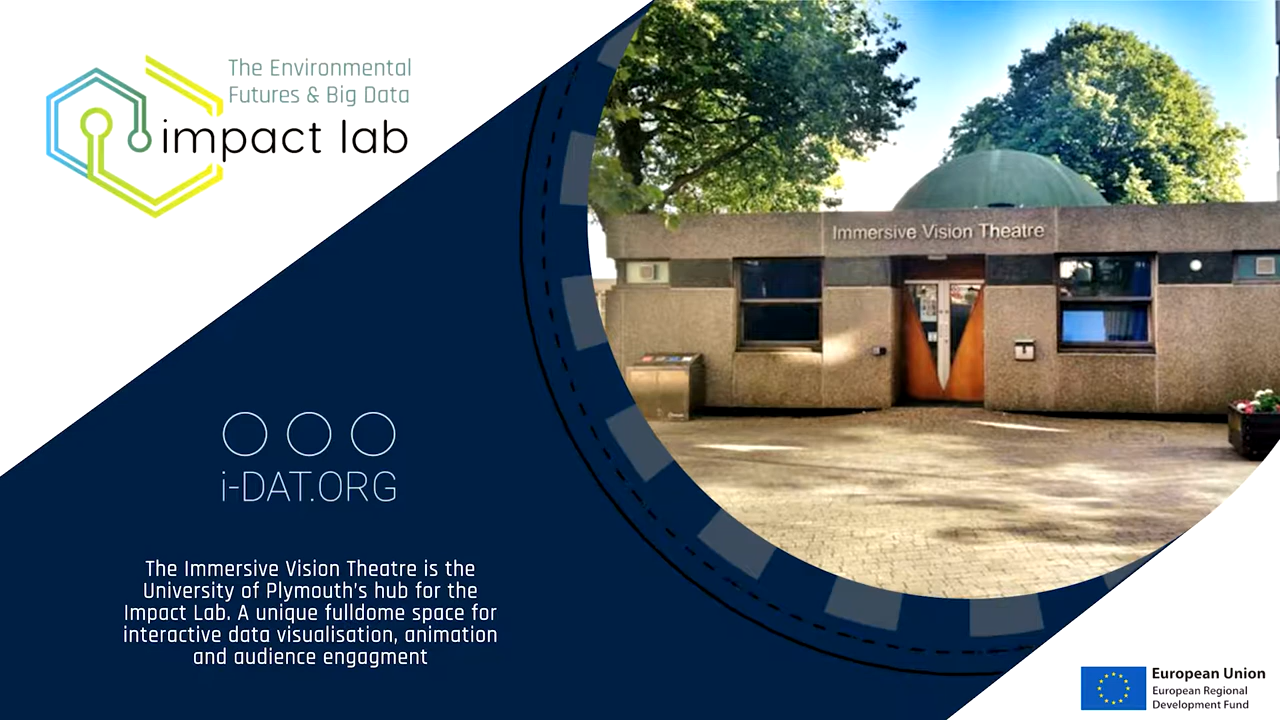 The Environmental
Futures & Big Data
impact lab
Immersive Vision Theatre
i-DAT.ORG
The Immersive Vision Theatre is the
University of Plymouth's hub for the
Impact Lab. A unique fulldome space for
interactive data visualisation, animation
and audience engagment
European Union
European Regional
Development Fund